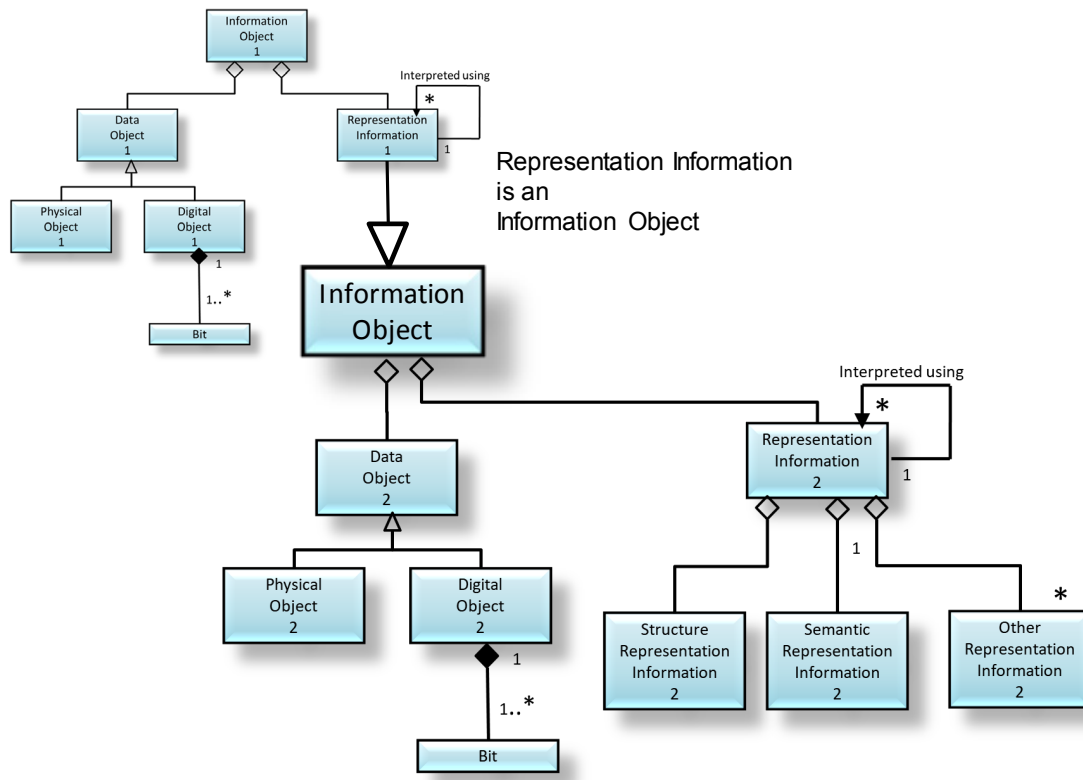 Information
Object
1
Interpreted using
*
Data
Object
1
Representation
Information
1
1
Representation Information
is an
Information Object
Physical
Object
1
Digital
Object
1
1
1..*
Bit
Information
Object
Interpreted using
*
Representation
Information
2
1
Data
Object
2
1
*
Physical
Object
2
Digital
Object
2
Structure
Representation
Information
2
Semantic
Representation
Information
2
Other
Representation
Information
2
1
1..*
Bit